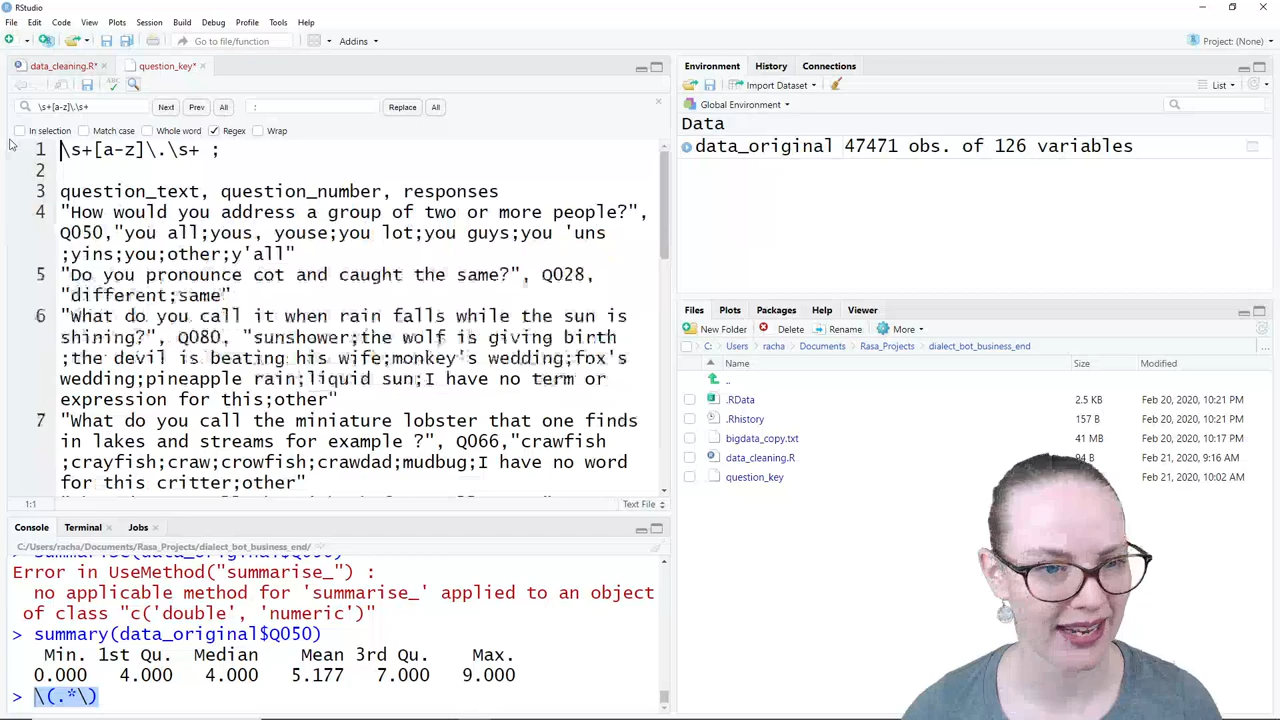 RStudio
File Edit Code View Plots Session Build Debug Profile Tools Help
Go to file/function Addins Project: (None)
data_cleaning.R* question_key*
\s+[a-z]\.\s+ Next Prev All ; Replace All
In selection Match case Whole word Regex Wrap
1 \s+[a-z]\.\s+ ;
2
3 question_text, question_number, responses
4 "How would you address a group of two or more people?",
Q050,"you all;yous, youse;you lot;you guys;you 'uns
;yins;you;other;y'all"
5 "Do you pronounce cot and caught the same?", Q028,
"different;same"
6 "What do you call it when rain falls while the sun is
shining?", Q080, "sunshower;the wolf is giving birth
;the devil is beating his wife;monkey's wedding;fox's
wedding;pineapple rain;liquid sun;I have no term or
expression for this;other"
7 "What do you call the miniature lobster that one finds
in lakes and streams for example ?", Q066,"crawfish
;crayfish;craw;crowfish;crawdad;mudbug;I have no word
for this critter;other"
1:1 Text File
Console Terminal Jobs
C:/Users/racha/Documents/Rasa_Projects/dialect_bot_business_end/
> summarise(data_original$Q050)
Error in UseMethod("summarise_") :
no applicable method for 'summarise_' applied to an object
of class "c('double', 'numeric')"
> summary(data_original$Q050)
Min. 1st Qu. Median Mean 3rd Qu. Max.
0.000 4.000 4.000 5.177 7.000 9.000
> \(.*\)
Environment History Connections
Import Dataset List
Global Environment
Data
data_original 47471 obs. of 126 variables
Files Plots Packages Help Viewer
New Folder Delete Rename More
C: Users racha Documents Rasa_Projects dialect_bot_business_end
Name Size Modified
..
.RData 2.5 KB Feb 20, 2020, 10:21 PM
.Rhistory 157 B Feb 20, 2020, 10:21 PM
bigdata_copy.txt 41 MB Feb 20, 2020, 10:17 PM
data_cleaning.R 94 B Feb 21, 2020, 9:16 AM
question_key Feb 21, 2020, 10:02 AM